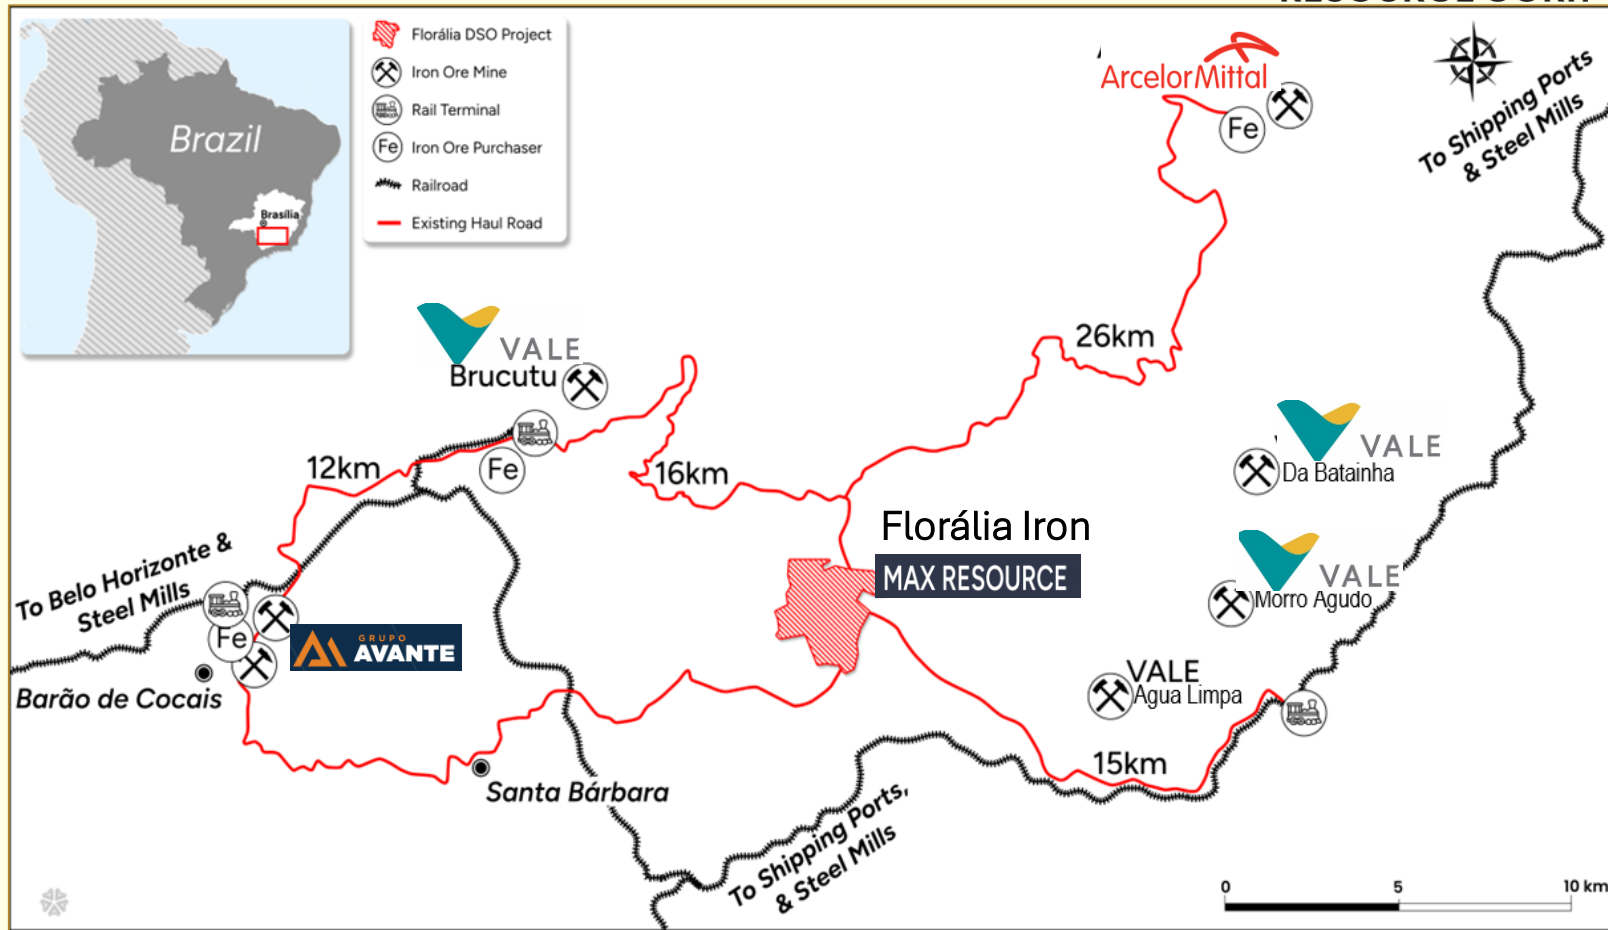 Brazil
Brasília
Florália DSO Project
Iron Ore Mine
Rail Terminal
Fe
Iron Ore Purchaser
Railroad
Existing Haul Road
ArcelorMittal
Fe
To Shipping Ports
& Steel Mills
26km
VALE
Brucutu
Fe
12km
16km
VALE
Da Batainha
Florália Iron
MAX RESOURCE
VALE
Morro Agudo
To Belo Horizonte &
Steel Mills
Fe
GRUPO
AVANTE
Barão de Cocais
VALE
Agua Limpa
15km
Santa Bárbara
To Shipping Ports,
& Steel Mills
0 5 10 km